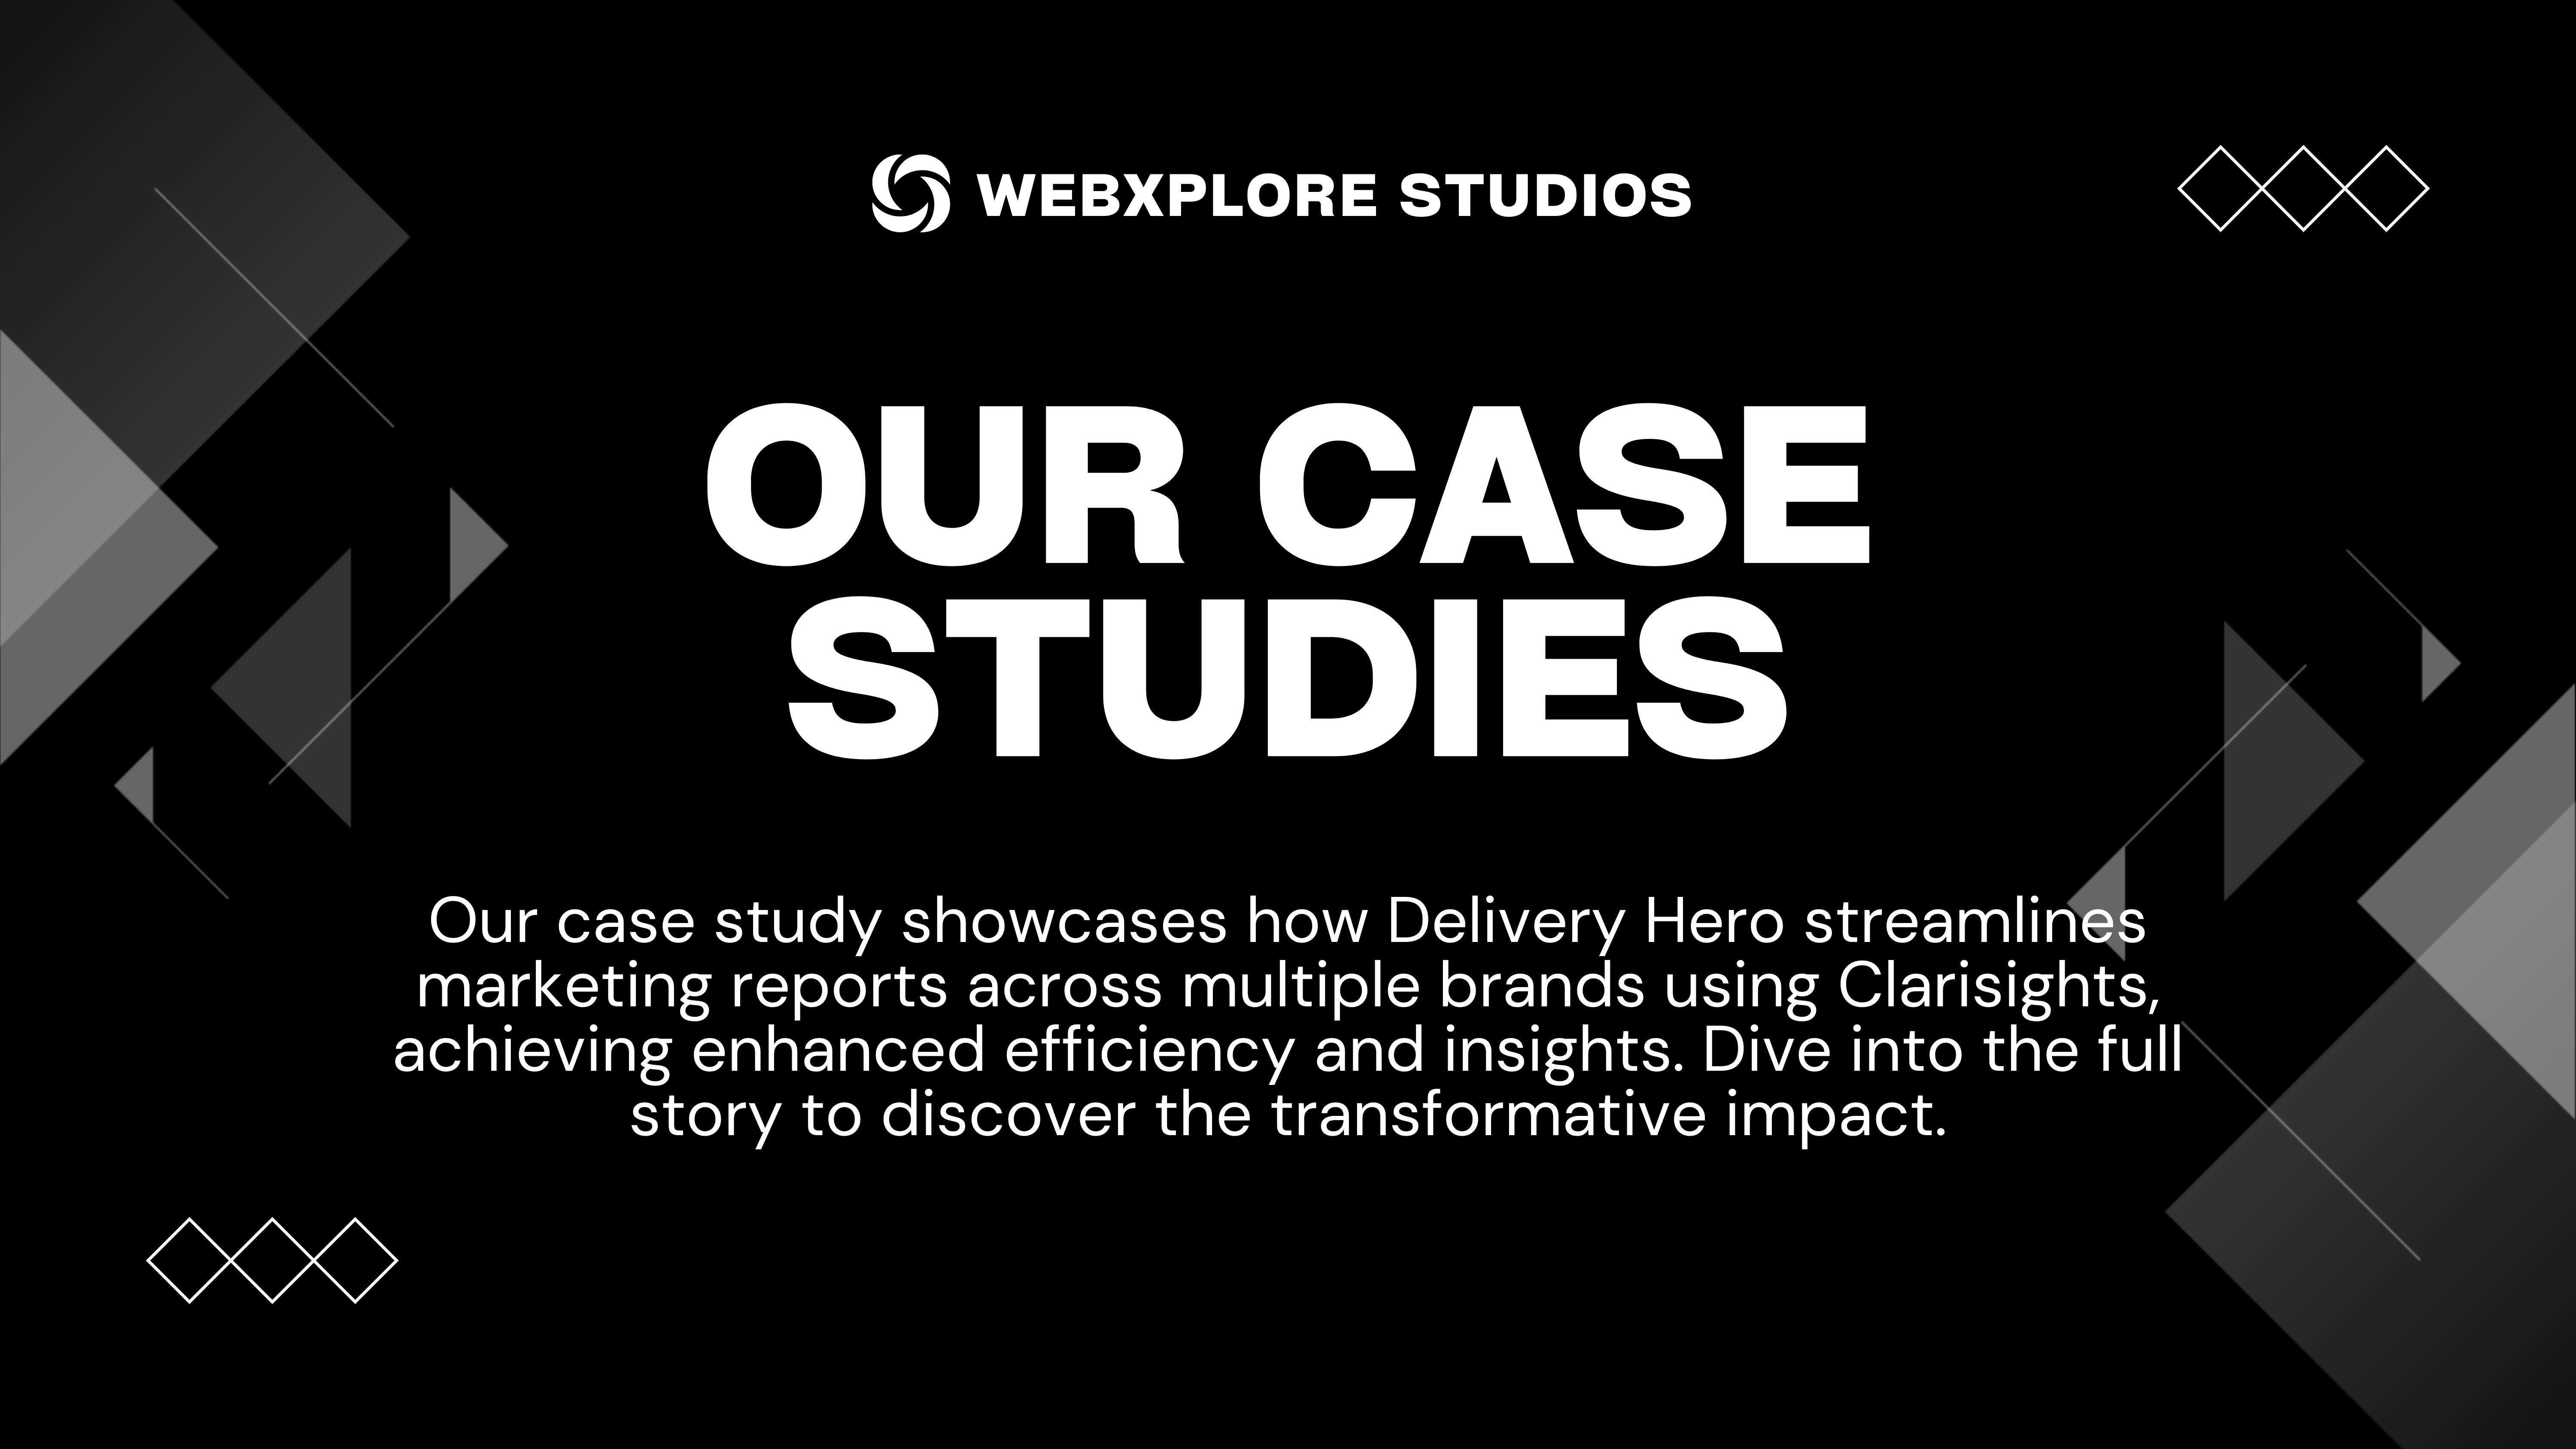 WEBXPLORE STUDIOS
OUR CASE
STUDIES
Our case study showcases how Delivery Hero streamlines
marketing reports across multiple brands using Clarisights,
achieving enhanced efficiency and insights. Dive into the full
story to discover the transformative impact.